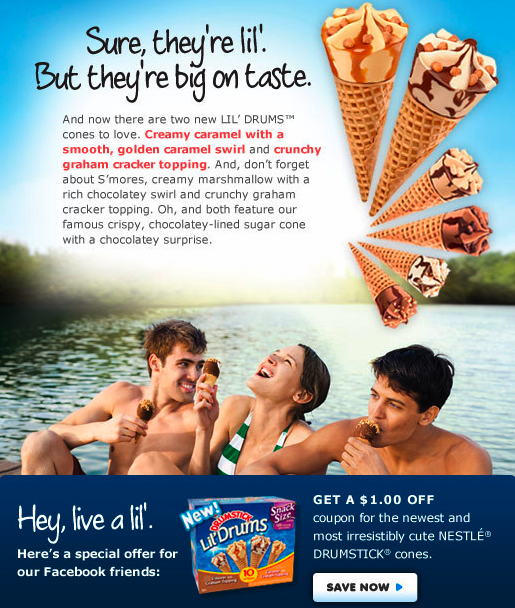 Sure, they're lil'.
But they're big on taste.
And now there are two new LIL' DRUMS™
cones to love. Creamy caramel with a
smooth, golden caramel swirl and crunchy
graham cracker topping. And, don't forget
about S'mores, creamy marshmallow with a
rich chocolatey swirl and crunchy graham
cracker topping. Oh, and both feature our
famous crispy, chocolatey-lined sugar cone
with a chocolatey surprise.
Hey, live a lil'.
Here's a special offer for
our Facebook friends:
New!
DRUMSTICK
Lil' Drums
Snack
Size
10
GET A $1.00 OFF
coupon for the newest and
most irresistibly cute NESTLÉ®
DRUMSTICK® cones.
SAVE NOW